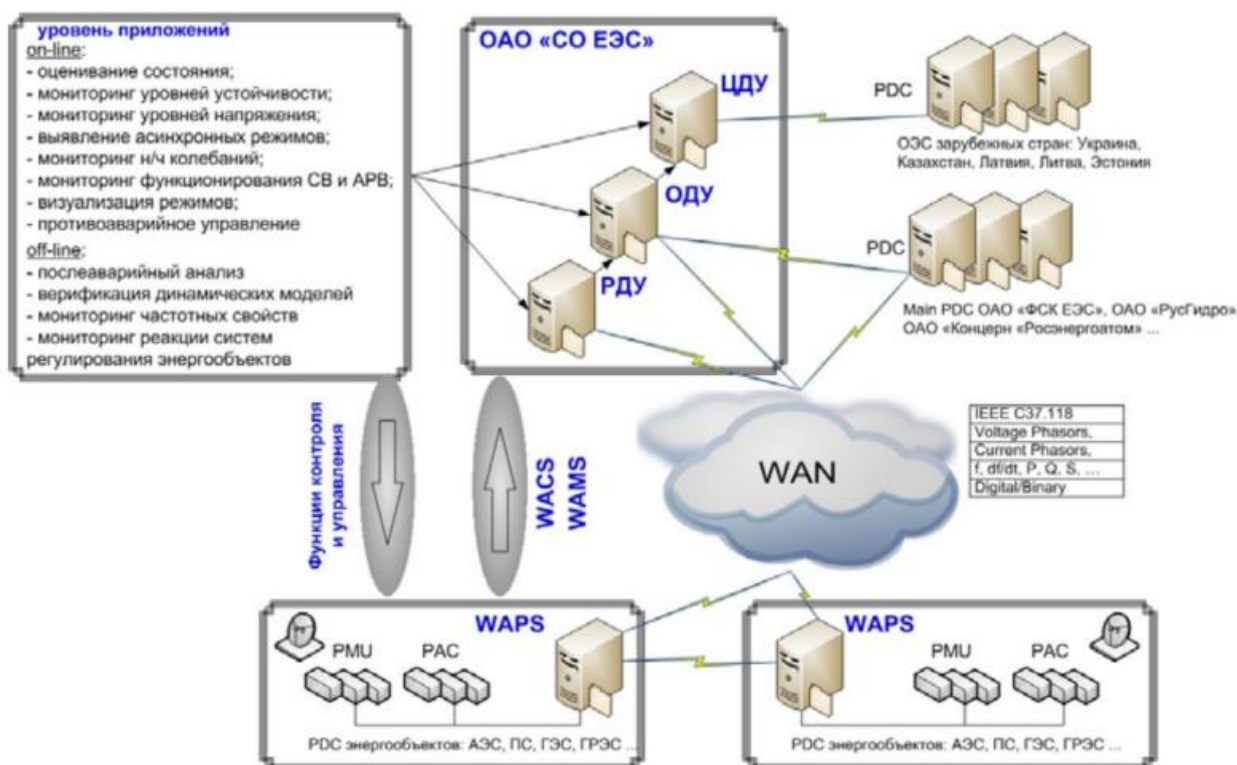 уровень приложений
on-line:
- оценивание состояния;
- мониторинг уровней устойчивости;
- мониторинг уровней напряжения;
- выявление асинхронных режимов;
- мониторинг н/ч колебаний;
- мониторинг функционирования СВ и АРВ;
- визуализация режимов;
- противоаварийное управление
off-line:
- послеаварийный анализ
- верификация динамических моделей
- мониторинг частотных свойств
- мониторинг реакции систем
регулирования энергообъектов
ОАО «СО ЕЭС»
ЦДУ
ОДУ
РДУ
PDC
ОЭС зарубежных стран: Украина,
Казахстан, Латвия, Литва, Эстония
PDC
Main PDC ОАО «ФСК ЕЭС», ОАО «РусГидро»
ОАО «Концерн «Росэнергоатом» ...
Функции контроля
и управления
WACS
WAMS
WAN
IEEE C37.118
Voltage Phasors,
Current Phasors,
f, df/dt, P, Q, S, ...
Digital/Binary
WAPS
PMU
PAC
PDC энергообъектов: АЭС, ПС, ГЭС, ГРЭС ...
WAPS
PMU
PAC
PDC энергообъектов: АЭС, ПС, ГЭС, ГРЭС ...